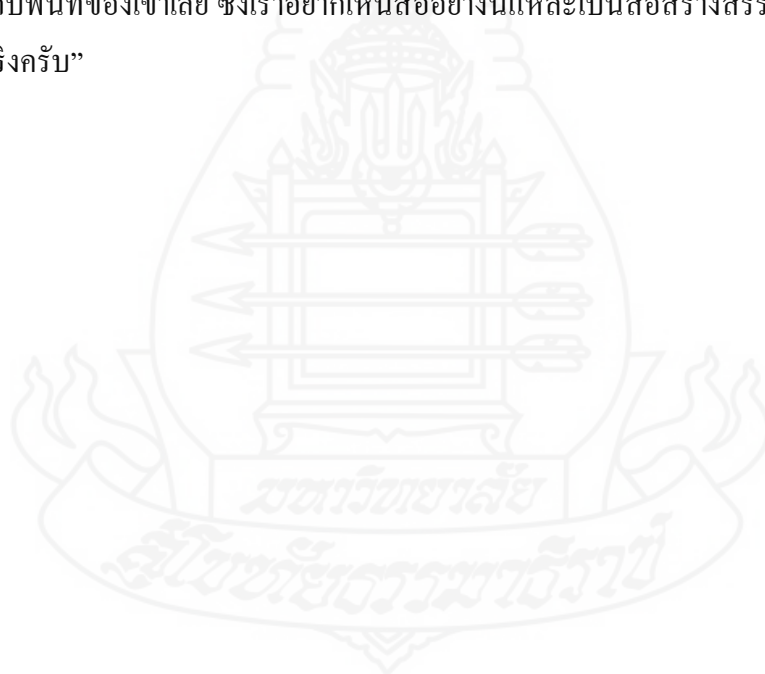 อบพื้นที่ของเขาเลย ซึ่งเราอยากเห็นสื่ออย่างนี้แหละเป็นสื่อสร้างสรร
ริงครับ”
มหาวิทยาลัย
สุโขทัยธรรมาธิราช